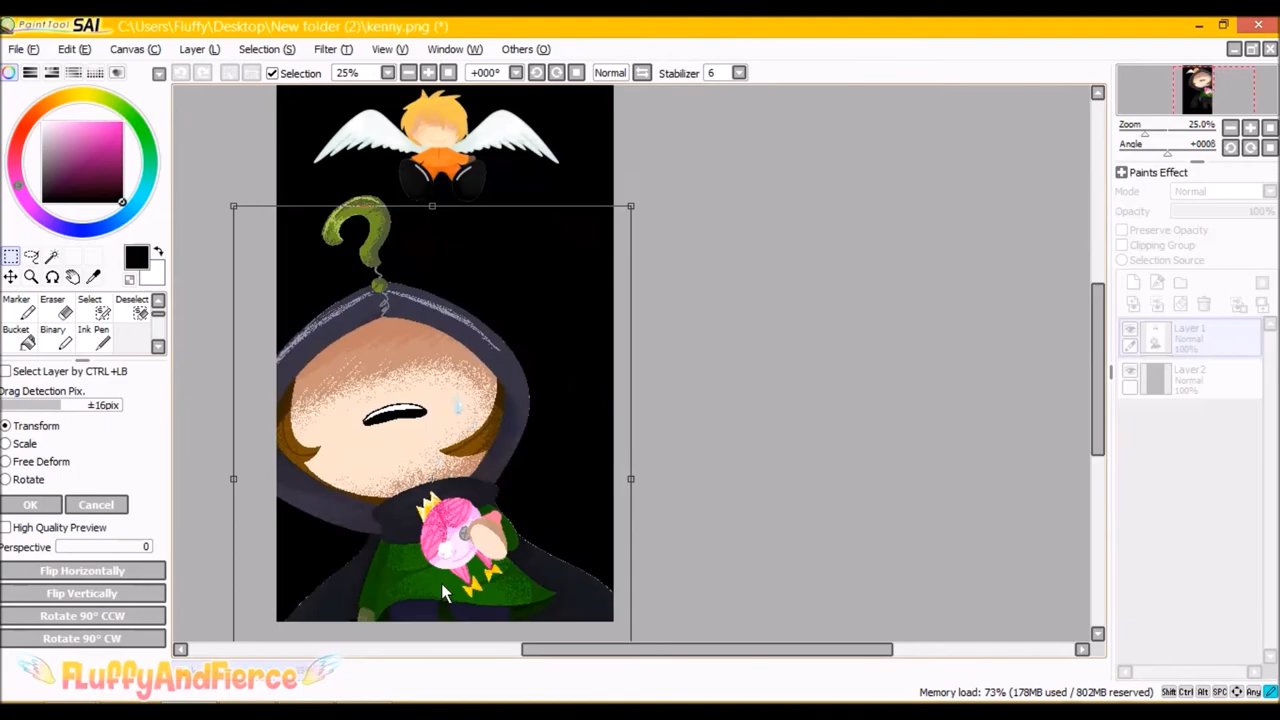 PaintTool SAI C:\Users\Fluffy\Desktop\New folder (2)\kenny.png (*)
File (F) Edit (E) Canvas (C) Layer (L) Selection (S) Filter (T) View (V) Window (W) Others (O)
Selection 25% +000° Normal Stabilizer 6
Zoom 25.0%
Angle +000δ
Paints Effect
Mode Normal
Opacity 100%
Preserve Opacity
Clipping Group
Selection Source
Marker Eraser Select Deselect
Bucket Binary Ink Pen
Layer1
Normal
100%
Layer2
Normal
100%
Select Layer by CTRL+LB
Drag Detection Pix.
±16pix
Transform
Scale
Free Deform
Rotate
OK Cancel
High Quality Preview
Perspective 0
Flip Horizontally
Flip Vertically
Rotate 90° CCW
Rotate 90° CW
FLuffyAndFierce
Memory load: 73% (178MB used / 802MB reserved) Shift Ctrl Alt SPC Any